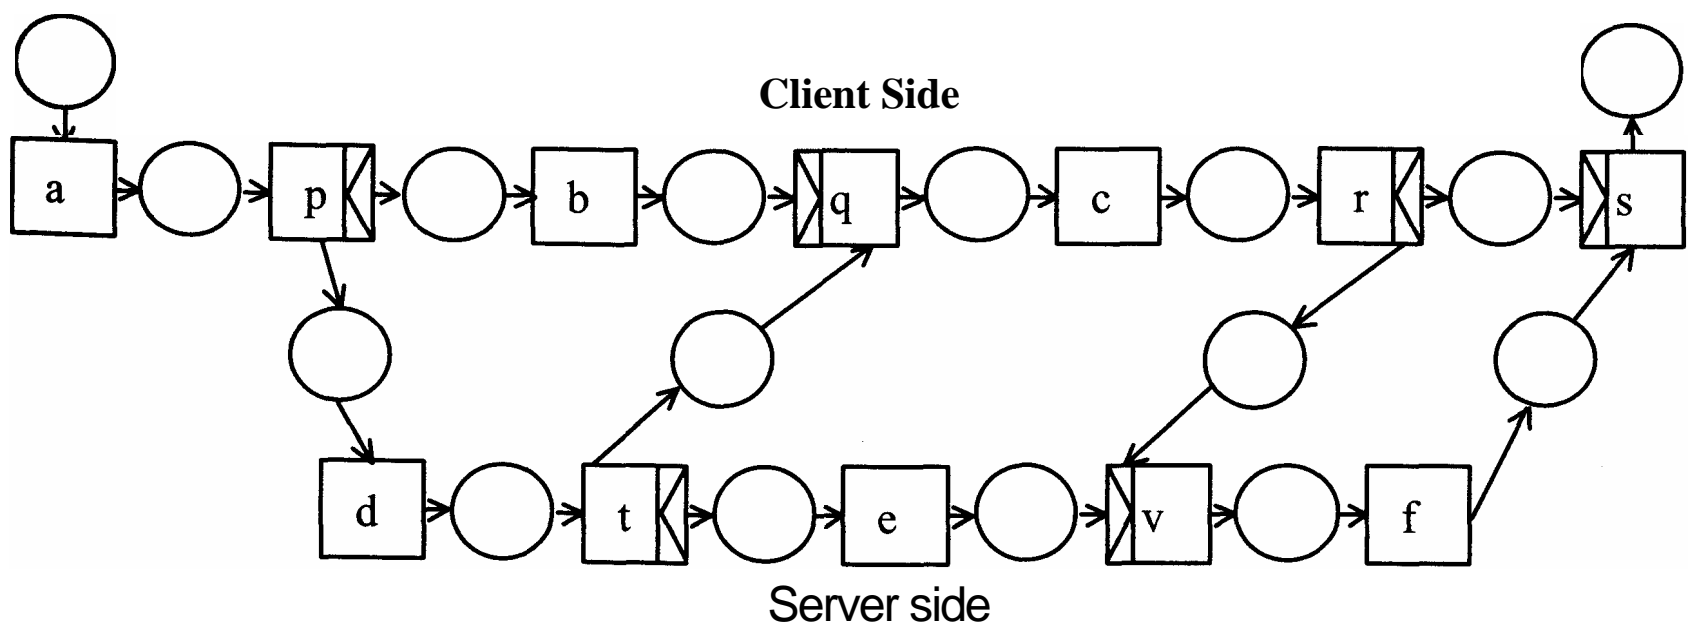 Client Side
a p b q c r s
d t e v f
Server side